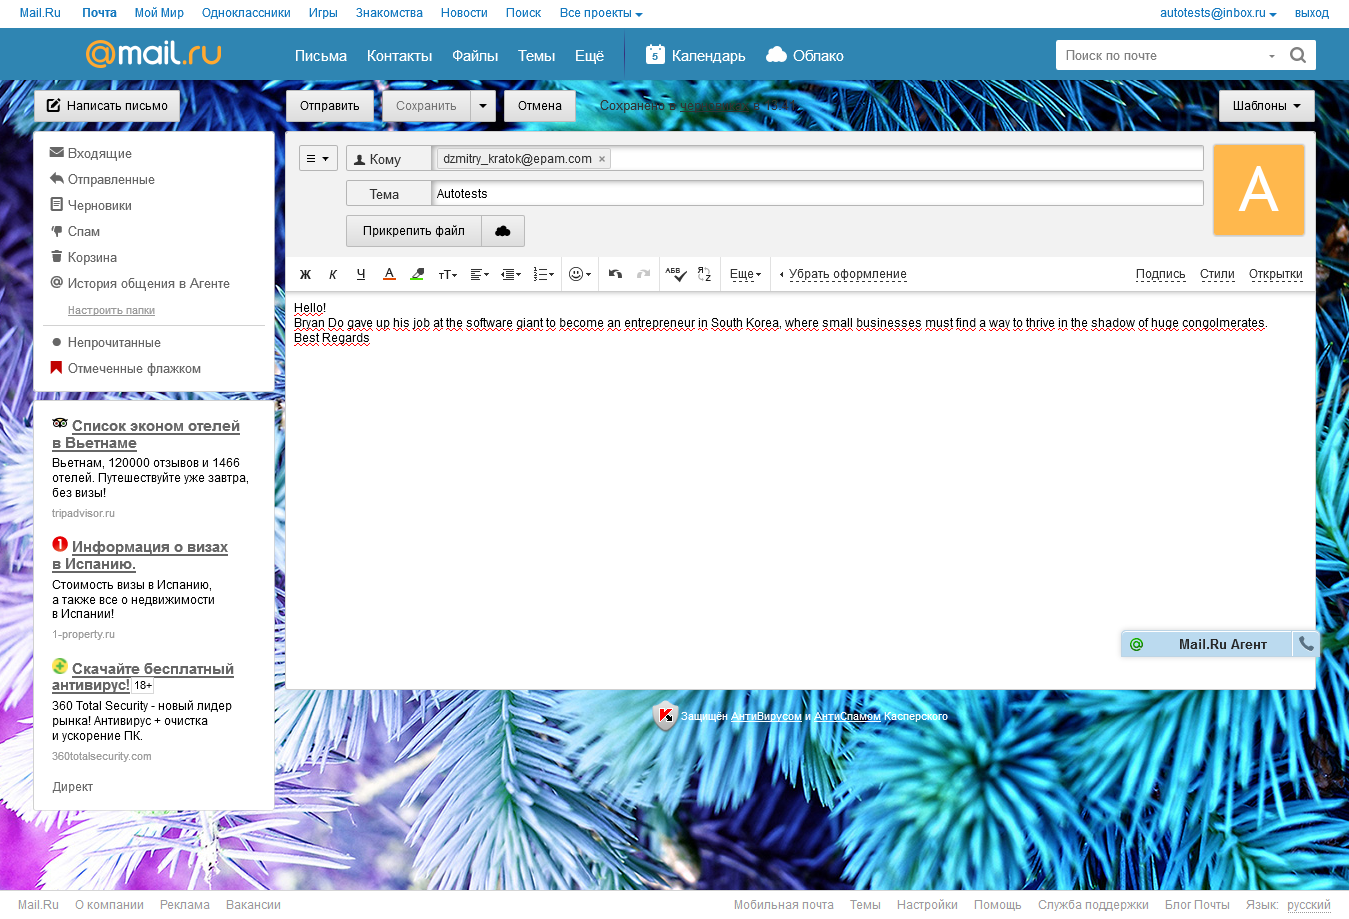 Mail.Ru Почта Мой Мир Одноклассники Игры Знакомства Новости Поиск Все проекты autotests@inbox.ru выход
@mail.ru Письма Контакты Файлы Темы Ещё 5 Календарь Облако Поиск по почте
Написать письмо Отправить Сохранить Отмена Сохранено в Шаблоны
Входящие
Отправленные
Черновики
Спам
Корзина
История общения в Агенте
Настроить папки
Непрочитанные
Отмеченные флажком
Кому dzmitry_kratok@epam.com ×
Тема Autotests
A
Прикрепить файл
Ж К Ч А тТ АБВ Я Z Еще Убрать оформление Подпись Стили Открытки
Hello!
Bryan Do gave up his job at the software giant to become an entrepreneur in South Korea, where small businesses must find a way to thrive in the shadow of huge congolmerates.
Best Regards
Список эконом отелей
в Вьетнаме
Вьетнам, 120000 отзывов и 1466
отелей. Путешествуйте уже завтра,
без визы!
tripadvisor.ru
1 Информация о визах
в Испанию.
Стоимость визы в Испанию,
а также все о недвижимости
в Испании!
1-property.ru
Скачайте бесплатный
антивирус! 18+
360 Total Security - новый лидер
рынка! Антивирус + очистка
и ускорение ПК.
360totalsecurity.com
Директ
@ Mail.Ru Агент
Защищён АнтиВирусом и АнтиСпамом Касперского
Mail.Ru О компании Реклама Вакансии Мобильная почта Темы Настройки Помощь Служба поддержки Блог Почты Язык: русский